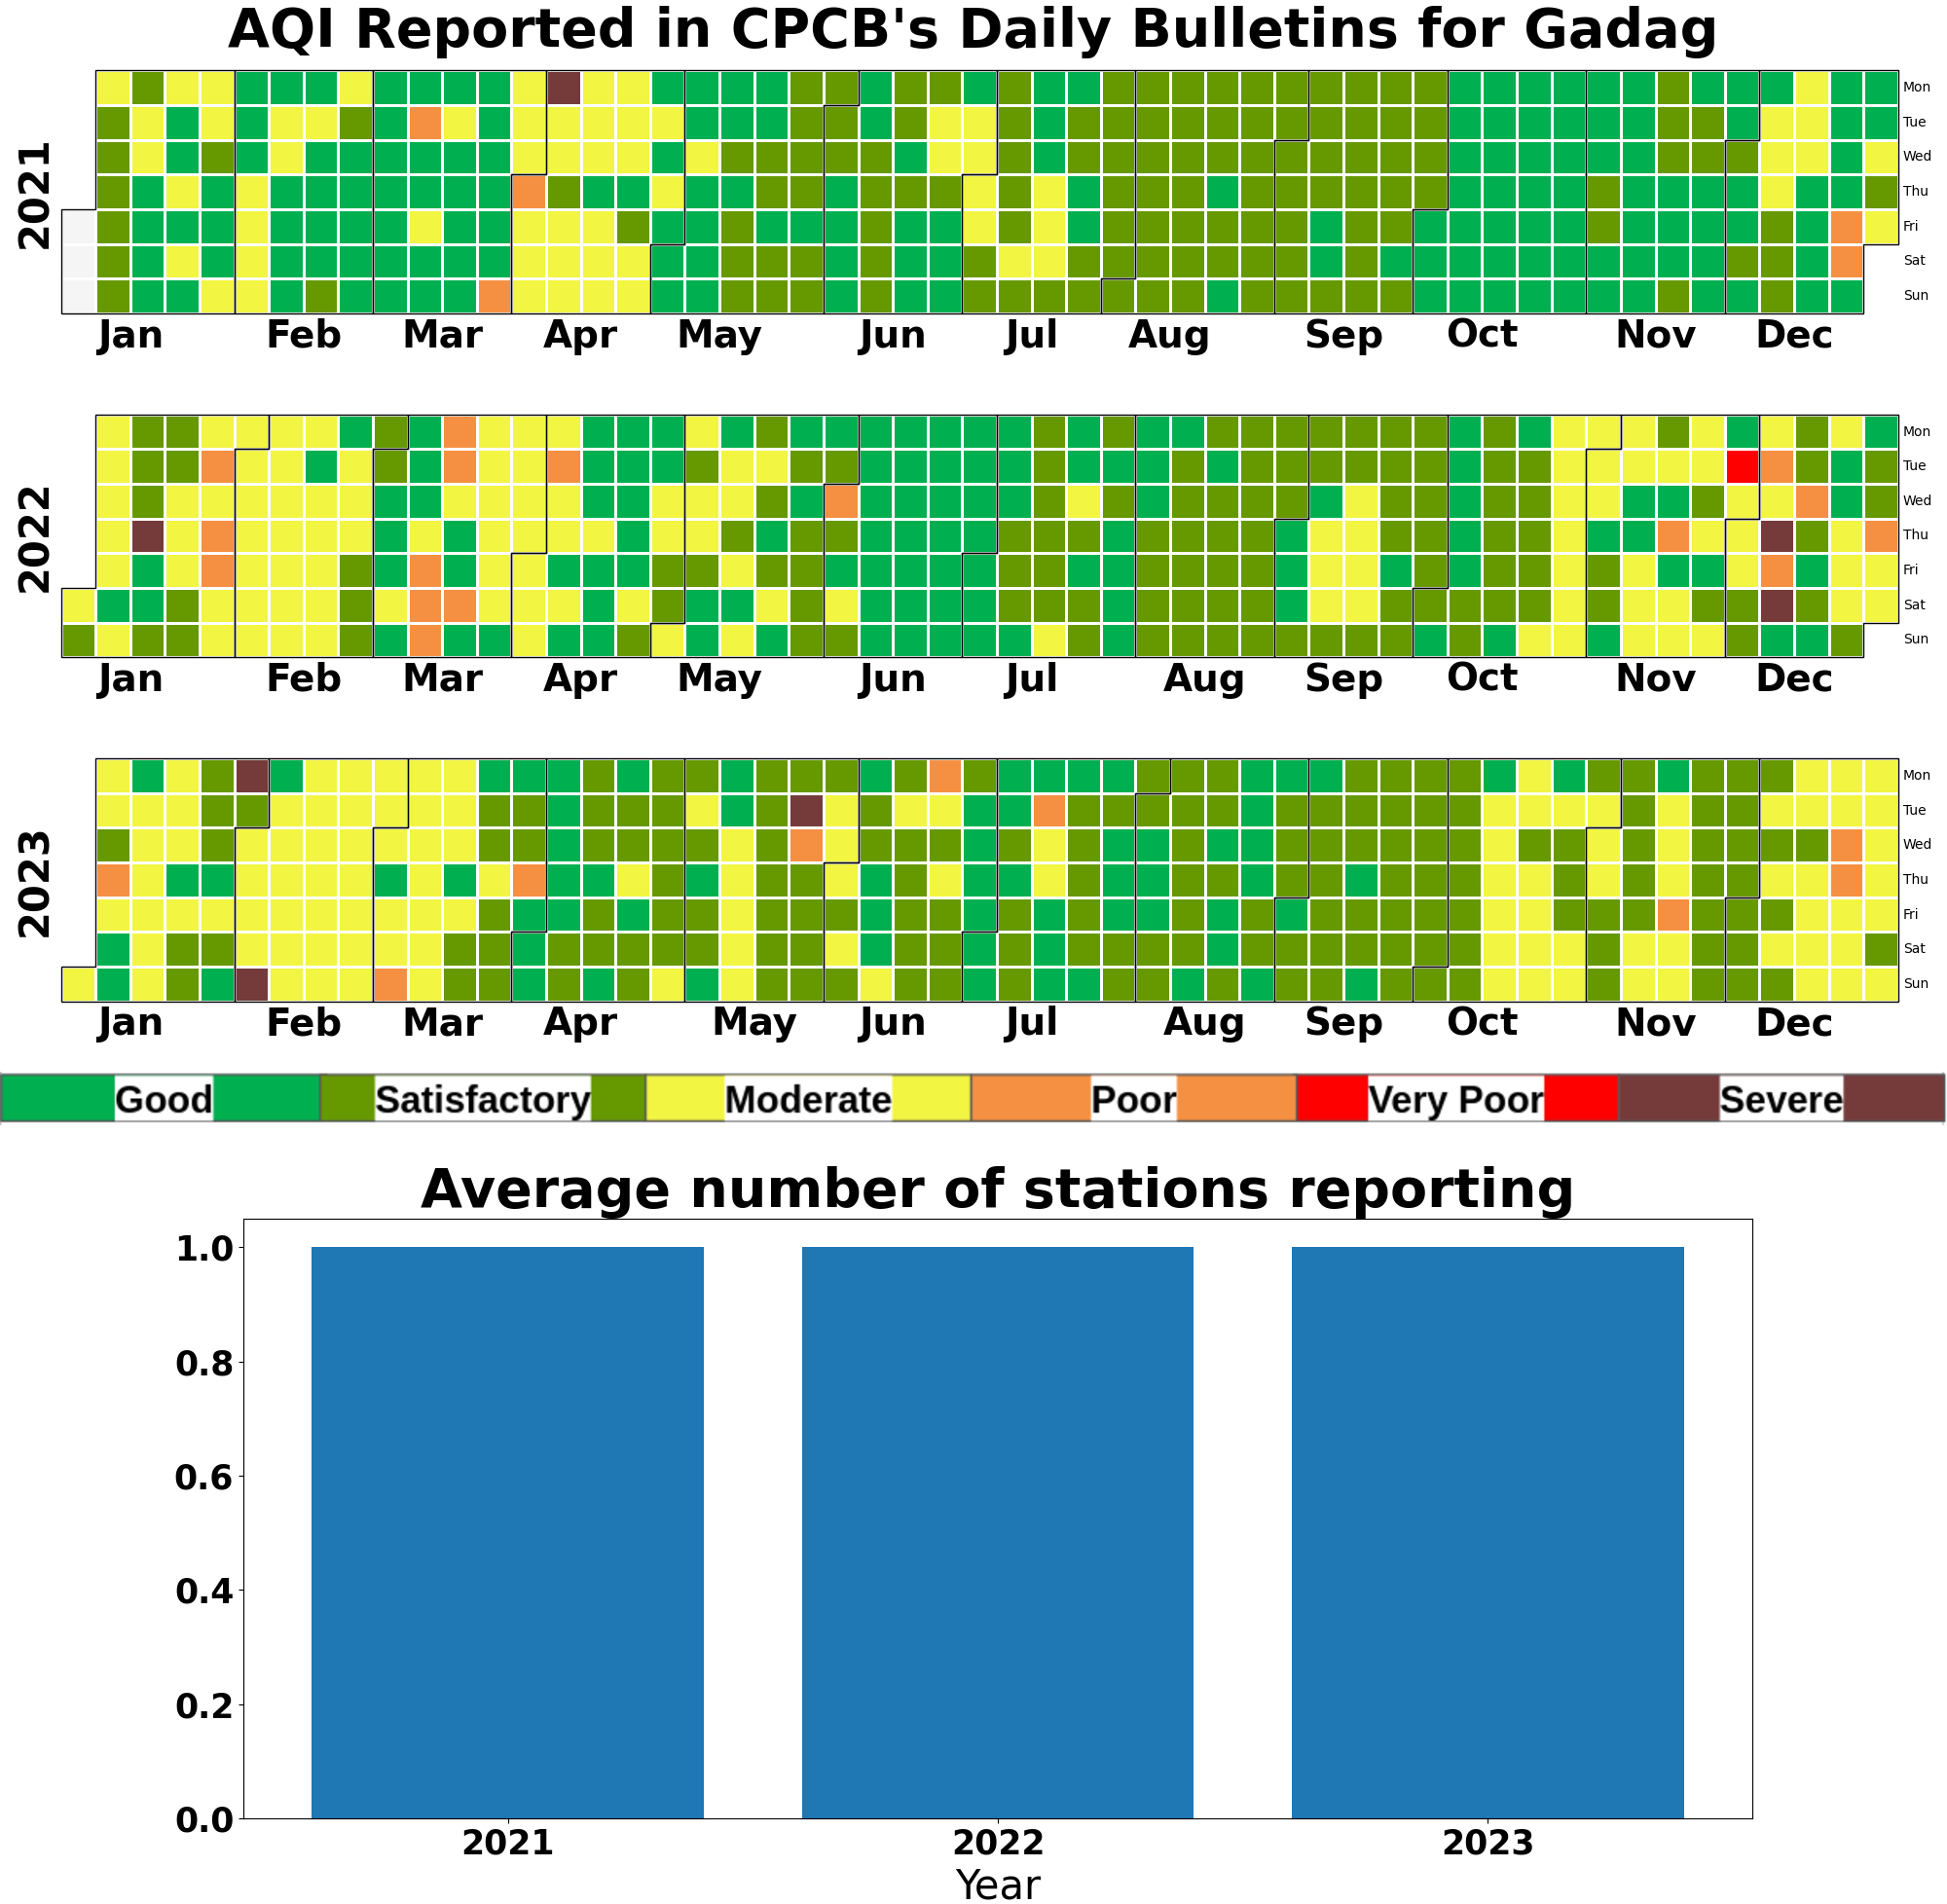 AQI Reported in CPCB's Daily Bulletins for Gadag
2021
Mon
Tue
Wed
Thu
Fri
Sat
Sun
Jan Feb Mar Apr May Jun Jul Aug Sep Oct Nov Dec
2022
Mon
Tue
Wed
Thu
Fri
Sat
Sun
Jan Feb Mar Apr May Jun Jul Aug Sep Oct Nov Dec
2023
Mon
Tue
Wed
Thu
Fri
Sat
Sun
Jan Feb Mar Apr May Jun Jul Aug Sep Oct Nov Dec
Good Satisfactory Moderate Poor Very Poor Severe
Average number of stations reporting
1.0
0.8
0.6
0.4
0.2
0.0
2021 2022 2023
Year